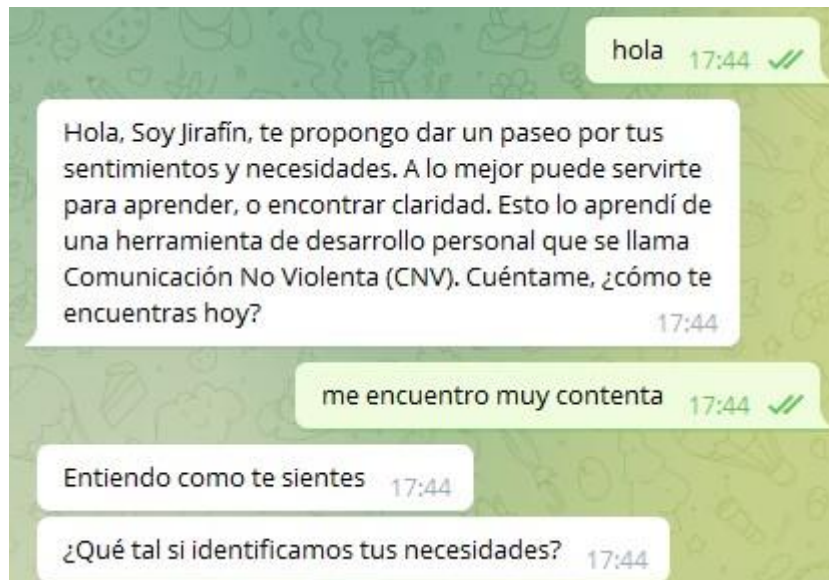 hola 17:44
Hola, Soy Jirafín, te propongo dar un paseo por tus
sentimientos y necesidades. A lo mejor puede servirte
para aprender, o encontrar claridad. Esto lo aprendí de
una herramienta de desarrollo personal que se llama
Comunicación No Violenta (CNV). Cuéntame, ¿cómo te
encuentras hoy? 17:44
me encuentro muy contenta 17:44
Entiendo como te sientes 17:44
¿Qué tal si identificamos tus necesidades? 17:44